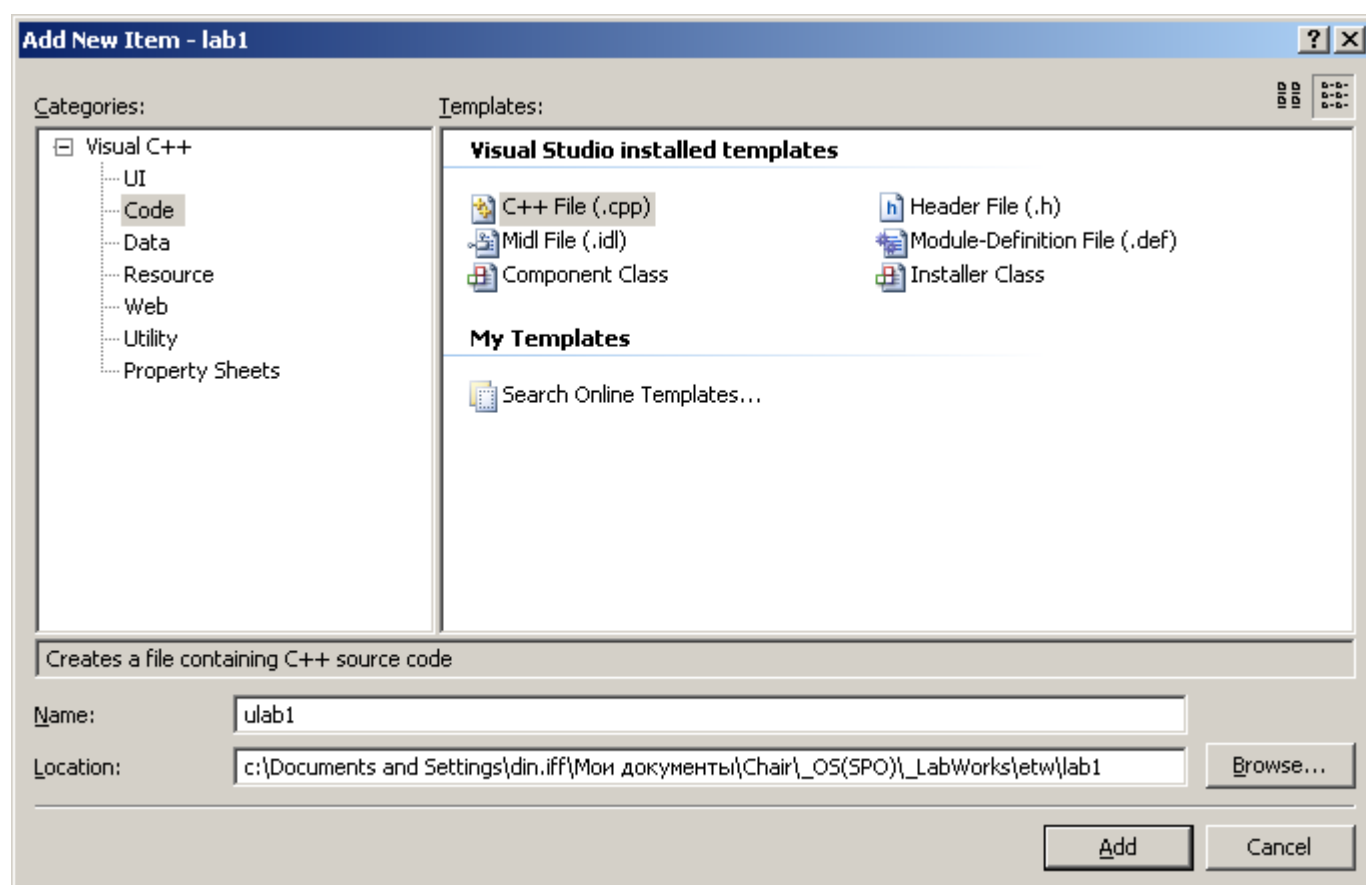 Add New Item - lab1
Categories:
Templates:
Visual C++
UI
Code
Data
Resource
Web
Utility
Property Sheets
Visual Studio installed templates
C++ File (.cpp)
Header File (.h)
Midl File (.idl)
Module-Definition File (.def)
Component Class
Installer Class
My Templates
Search Online Templates...
Creates a file containing C++ source code
Name:
ulab1
Location:
c:\Documents and Settings\din.iff\Мои документы\Chair\_OS(SPO)\_LabWorks\etw\lab1
Browse...
Add
Cancel